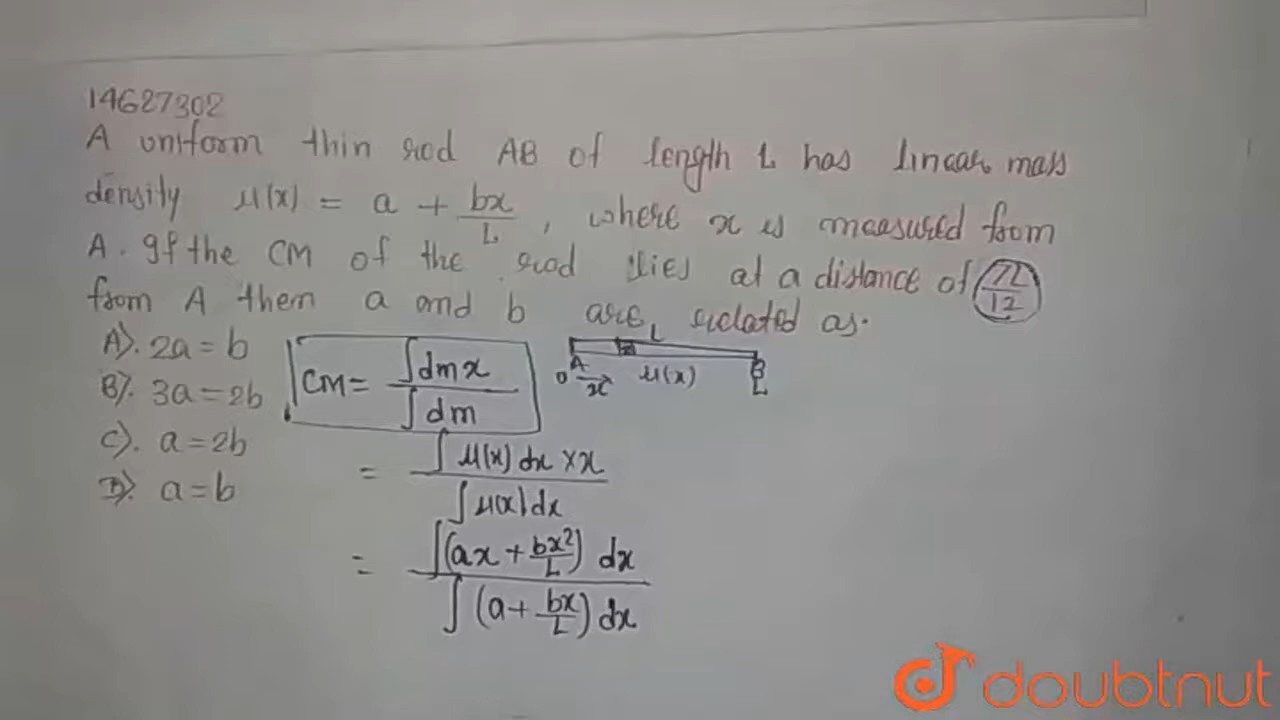 14627302
A uniform thin rod AB of length L has linear mass
density μ(x) = a + bx/L , where x is measured from
A. If the CM of the rod lies at a distance of 7L/12
from A then a and b are related as.
A). 2a = b
B). 3a = 2b
C). a = 2b
D). a = b
CM = ∫dm x / ∫dm
L
A
B
0
x
μ(x)
L
= ∫ μ(x) dx × x / ∫ μ(x) dx
= ∫(ax + bx²/L) dx / ∫ (a + bx/L) dx
doubtnut